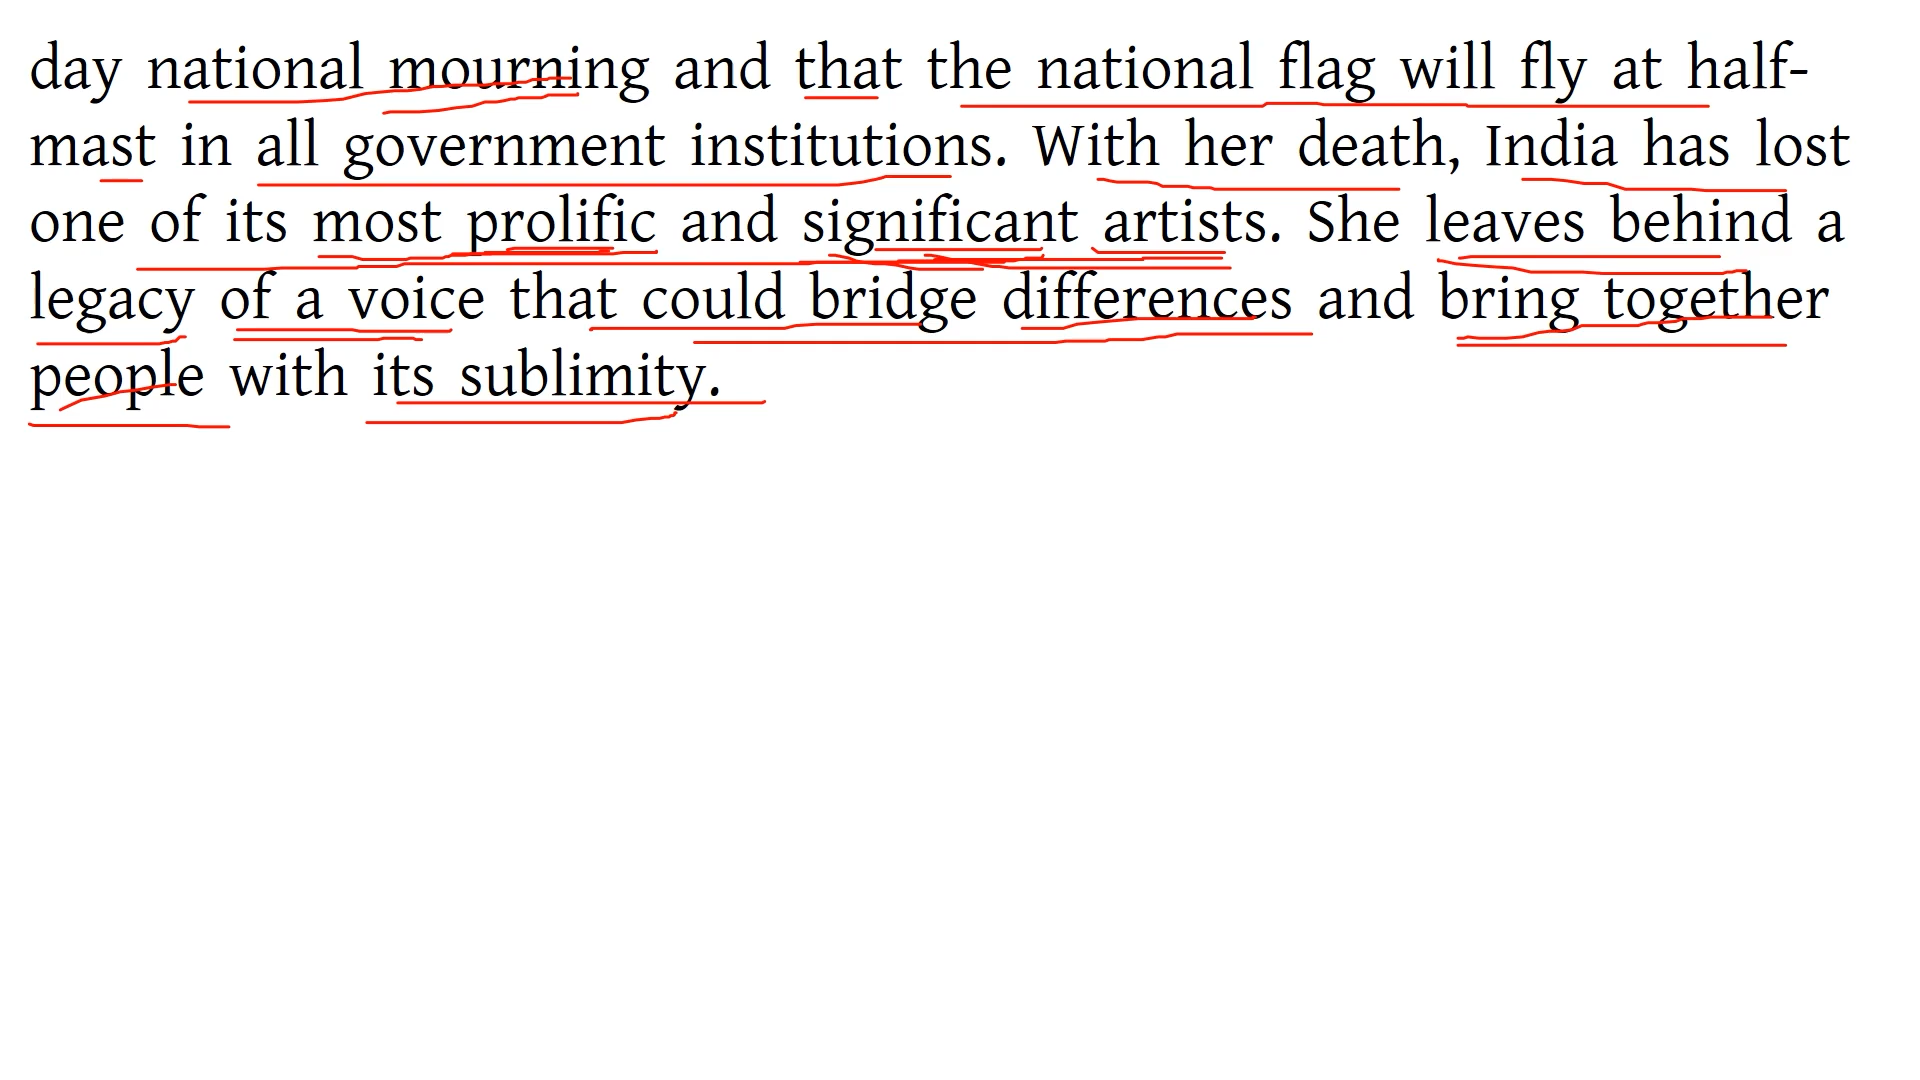 day national mourning and that the national flag will fly at half-
mast in all government institutions. With her death, India has lost
one of its most prolific and significant artists. She leaves behind a
legacy of a voice that could bridge differences and bring together
people with its sublimity.